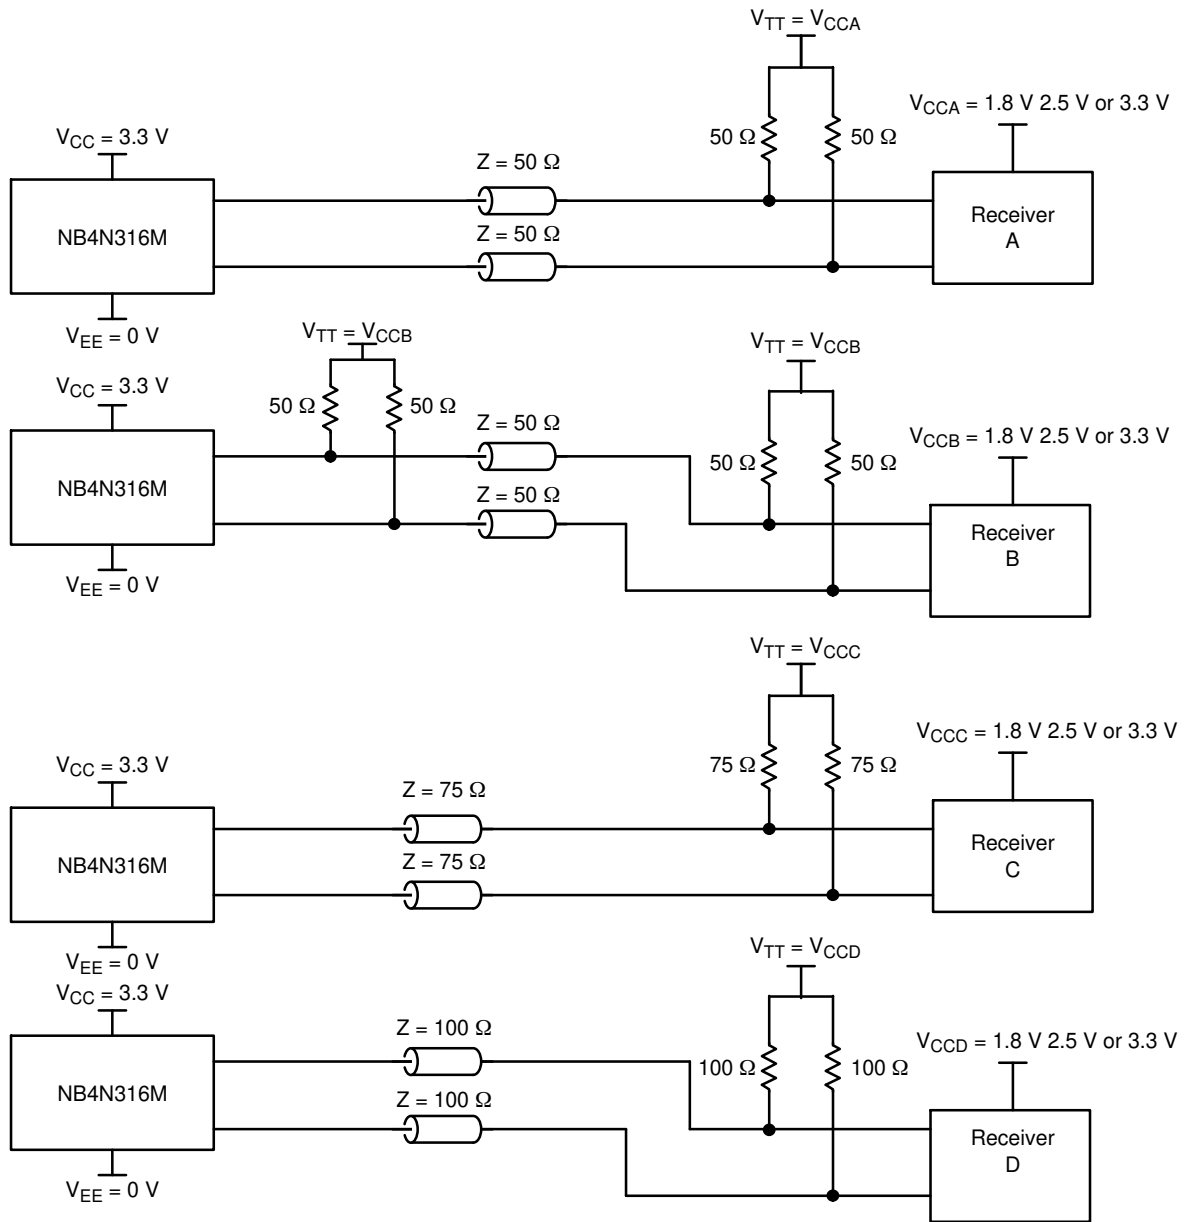 V_TT = V_CCA
V_CCA = 1.8 V 2.5 V or 3.3 V
V_CC = 3.3 V
50 Ω
50 Ω
Z = 50 Ω
NB4N316M
Receiver
A
Z = 50 Ω
V_EE = 0 V
V_TT = V_CCB
V_TT = V_CCB
V_CC = 3.3 V
50 Ω
50 Ω
Z = 50 Ω
V_CCB = 1.8 V 2.5 V or 3.3 V
50 Ω
50 Ω
NB4N316M
Z = 50 Ω
Receiver
B
V_EE = 0 V
V_TT = V_CCC
V_CCC = 1.8 V 2.5 V or 3.3 V
V_CC = 3.3 V
75 Ω
75 Ω
Z = 75 Ω
NB4N316M
Z = 75 Ω
Receiver
C
V_EE = 0 V
V_TT = V_CCD
V_CC = 3.3 V
Z = 100 Ω
V_CCD = 1.8 V 2.5 V or 3.3 V
100 Ω
100 Ω
NB4N316M
Z = 100 Ω
Receiver
D
V_EE = 0 V